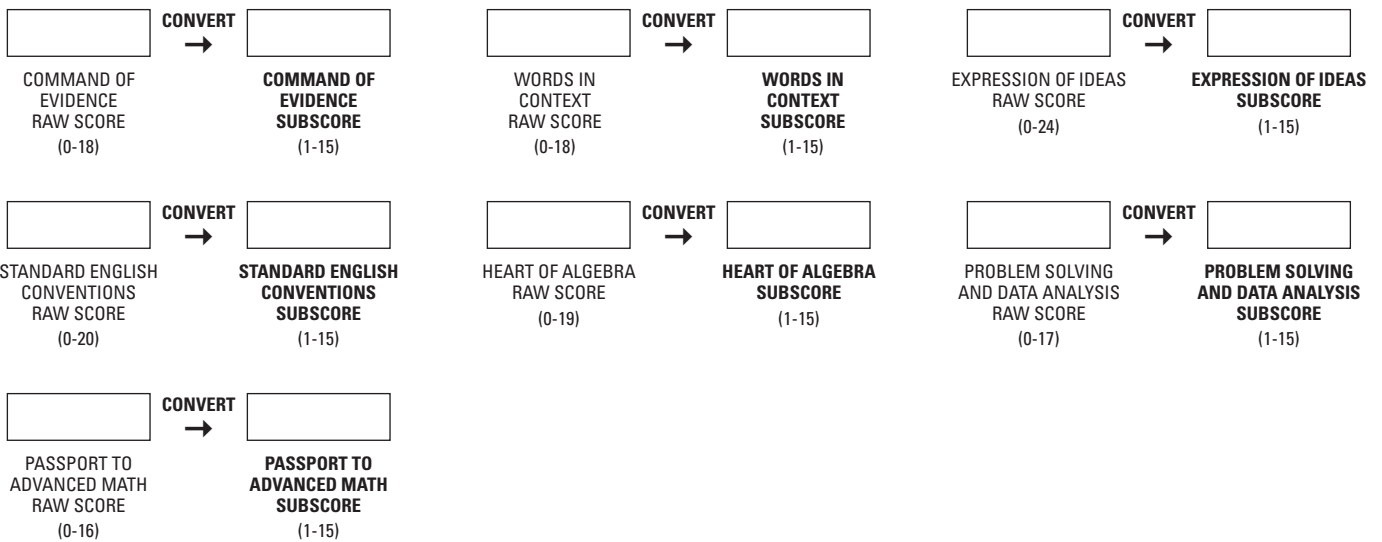 CONVERT
→
COMMAND OF
EVIDENCE
RAW SCORE
(0-18)
COMMAND OF
EVIDENCE
SUBSCORE
(1-15)
CONVERT
→
WORDS IN
CONTEXT
RAW SCORE
(0-18)
WORDS IN
CONTEXT
SUBSCORE
(1-15)
CONVERT
→
EXPRESSION OF IDEAS
RAW SCORE
(0-24)
EXPRESSION OF IDEAS
SUBSCORE
(1-15)
CONVERT
→
STANDARD ENGLISH
CONVENTIONS
RAW SCORE
(0-20)
STANDARD ENGLISH
CONVENTIONS
SUBSCORE
(1-15)
CONVERT
→
HEART OF ALGEBRA
RAW SCORE
(0-19)
HEART OF ALGEBRA
SUBSCORE
(1-15)
CONVERT
→
PROBLEM SOLVING
AND DATA ANALYSIS
RAW SCORE
(0-17)
PROBLEM SOLVING
AND DATA ANALYSIS
SUBSCORE
(1-15)
CONVERT
→
PASSPORT TO
ADVANCED MATH
RAW SCORE
(0-16)
PASSPORT TO
ADVANCED MATH
SUBSCORE
(1-15)